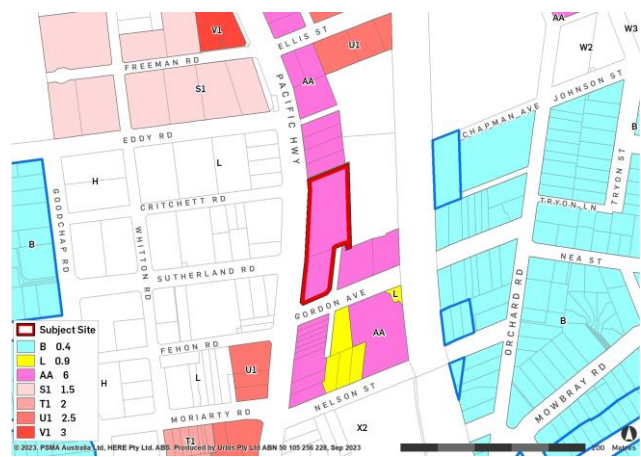 V1
ELLIS ST
U1
AA
W2
W3
FREEMAN RD
AA
S1
PACIFIC HWY
JOHNSON ST
CHAPMAN AVE
B
EDDY RD
H
L
GOODCHAP RD
CRITCHETT RD
TRYON ST
TRYON LN
B
WHITTON RD
SUTHERLAND RD
NEA ST
GORDON AVE
L
ORCHARD RD
B
AA
FEHON RD
H
L
U1
NELSON ST
MOWBRAY RD
MORIARTY RD
T1
X2
Subject Site
B 0.4
L 0.9
AA 6
S1 1.5
T1 2
U1 2.5
V1 3
200 Metres
© 2023, PSMA Australia Ltd, HERE Pty Ltd. ABS. Produced by Urbis Pty Ltd ABN 50 105 256 228, Sep 2023